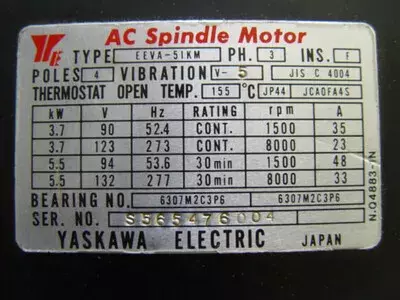 AC Spindle Motor
TYPE EEVA-51KM PH. 3 INS. F
POLES 4 VIBRATION V-5 JIS C 4004
THERMOSTAT OPEN TEMP. 155 °C JP44 JCA0FA4S
kW V Hz RATING rpm A
3.7 90 52.4 CONT. 1500 35
3.7 123 273 CONT. 8000 23
5.5 94 53.6 30min 1500 48
5.5 132 277 30min 8000 33
BEARING NO. 6307M2C3P6 6307M2C3P6
SER. NO. S565476004
YASKAWA ELECTRIC JAPAN
N.Q4883-1N